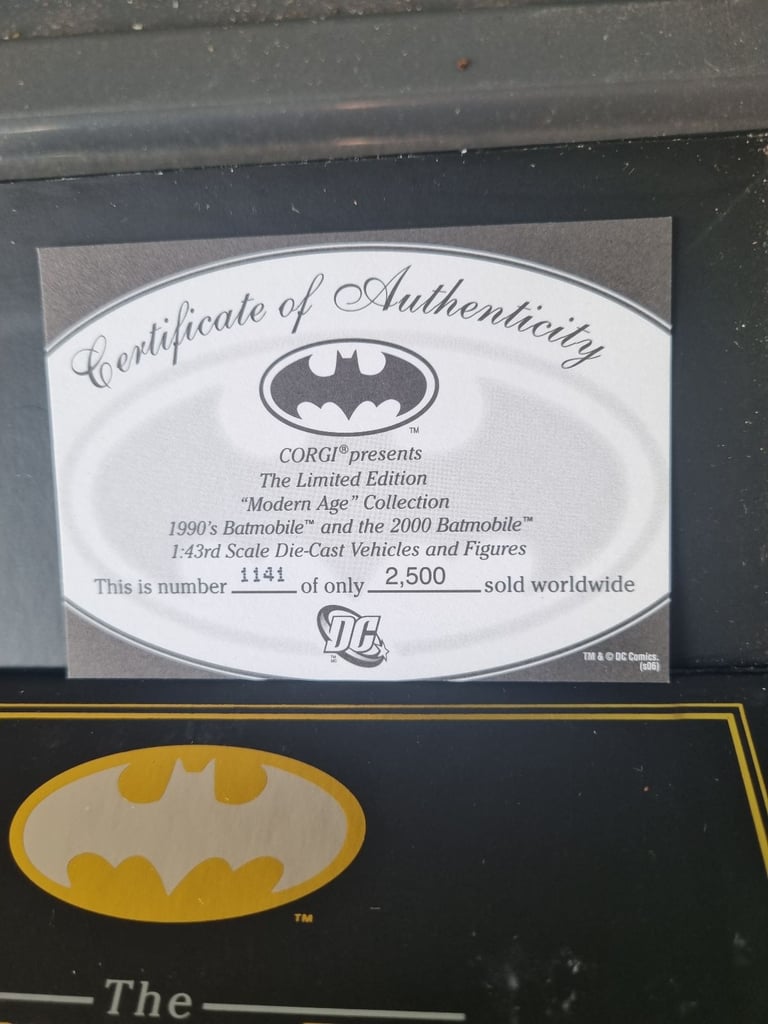 Certificate of Authenticity
TM
CORGI® presents
The Limited Edition
“Modern Age” Collection
1990's Batmobile™ and the 2000 Batmobile™
1:43rd Scale Die-Cast Vehicles and Figures
This is number 1141 of only 2,500 sold worldwide
DC
TM & © DC Comics.
(s06)
TM
The